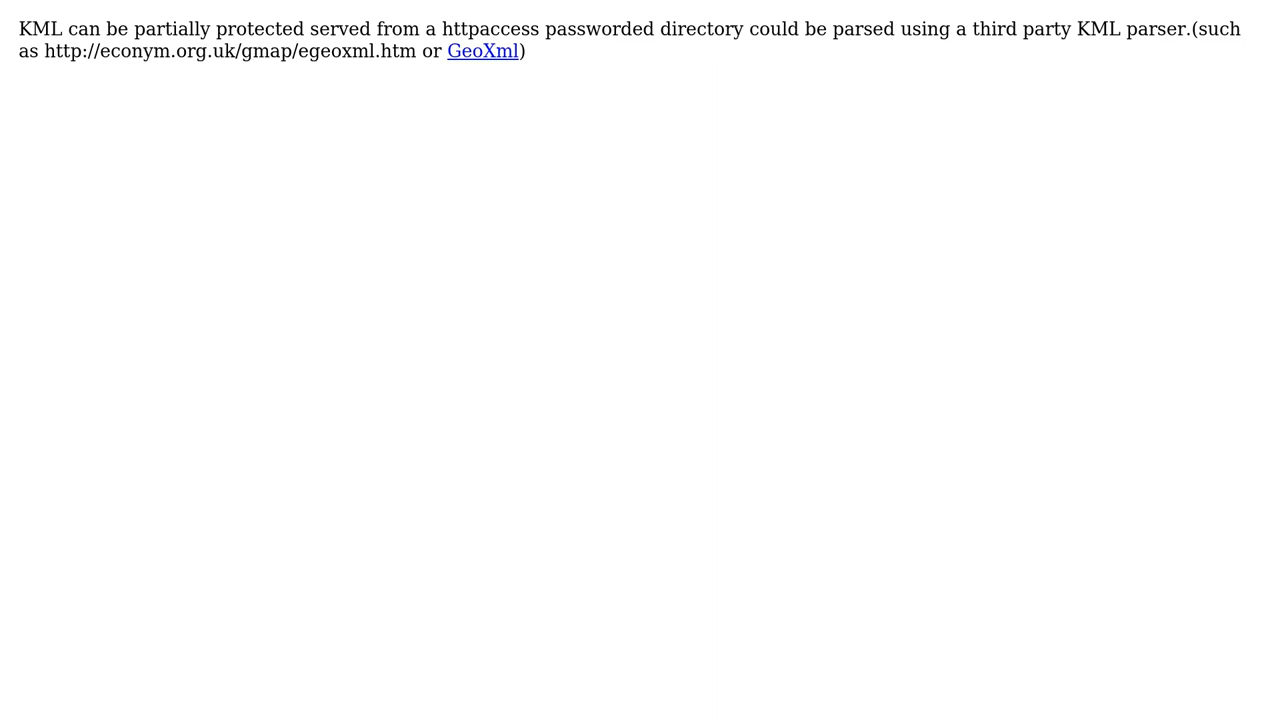 KML can be partially protected served from a httpaccess passworded directory could be parsed using a third party KML parser.(such
as http://econym.org.uk/gmap/egeoxml.htm or GeoXml)